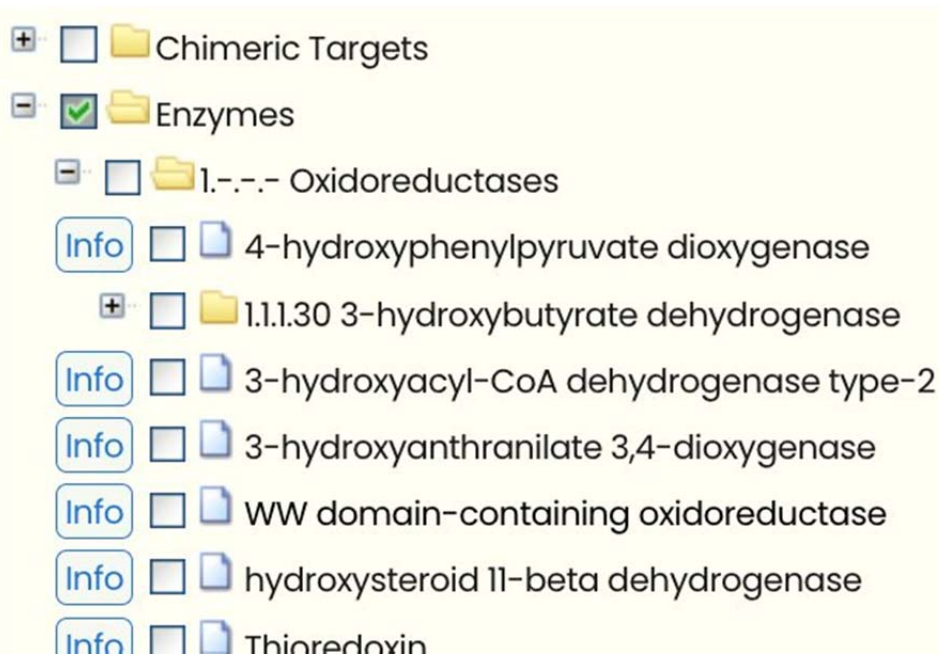 Chimeric Targets
Enzymes
1.-.-.- Oxidoreductases
Info 4-hydroxyphenylpyruvate dioxygenase
1.1.1.30 3-hydroxybutyrate dehydrogenase
Info 3-hydroxyacyl-CoA dehydrogenase type-2
Info 3-hydroxyanthranilate 3,4-dioxygenase
Info WW domain-containing oxidoreductase
Info hydroxysteroid 11-beta dehydrogenase
Info Thioredoxin